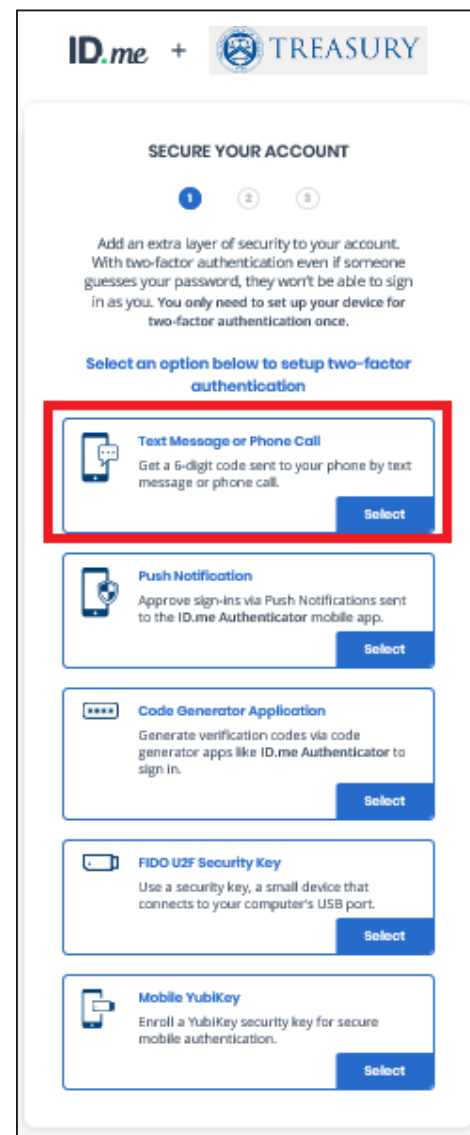 ID.me + TREASURY
SECURE YOUR ACCOUNT
1 2 3
Add an extra layer of security to your account.
With two-factor authentication even if someone
guesses your password, they won't be able to sign
in as you. You only need to set up your device for
two-factor authentication once.
Select an option below to setup two-factor
authentication
Text Message or Phone Call
Get a 6-digit code sent to your phone by text
message or phone call.
Select
Push Notification
Approve sign-ins via Push Notifications sent
to the ID.me Authenticator mobile app.
Select
Code Generator Application
Generate verification codes via code
generator apps like ID.me Authenticator to
sign in.
Select
FIDO U2F Security Key
Use a security key, a small device that
connects to your computer's USB port.
Select
Mobile YubiKey
Enroll a YubiKey security key for secure
mobile authentication.
Select